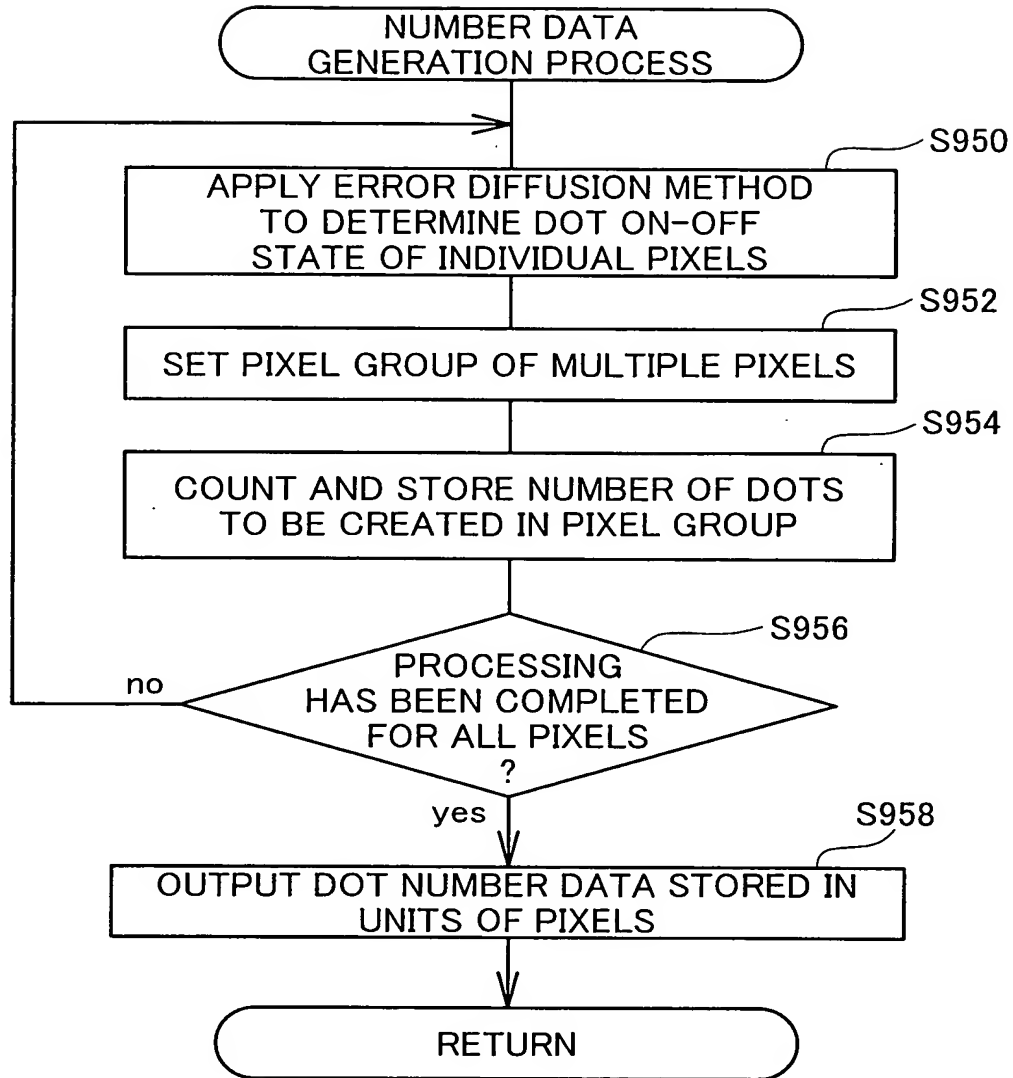 NUMBER DATA
GENERATION PROCESS
S950
APPLY ERROR DIFFUSION METHOD
TO DETERMINE DOT ON-OFF
STATE OF INDIVIDUAL PIXELS
S952
SET PIXEL GROUP OF MULTIPLE PIXELS
S954
COUNT AND STORE NUMBER OF DOTS
TO BE CREATED IN PIXEL GROUP
S956
PROCESSING
HAS BEEN COMPLETED
FOR ALL PIXELS
?
no
yes
S958
OUTPUT DOT NUMBER DATA STORED IN
UNITS OF PIXELS
RETURN